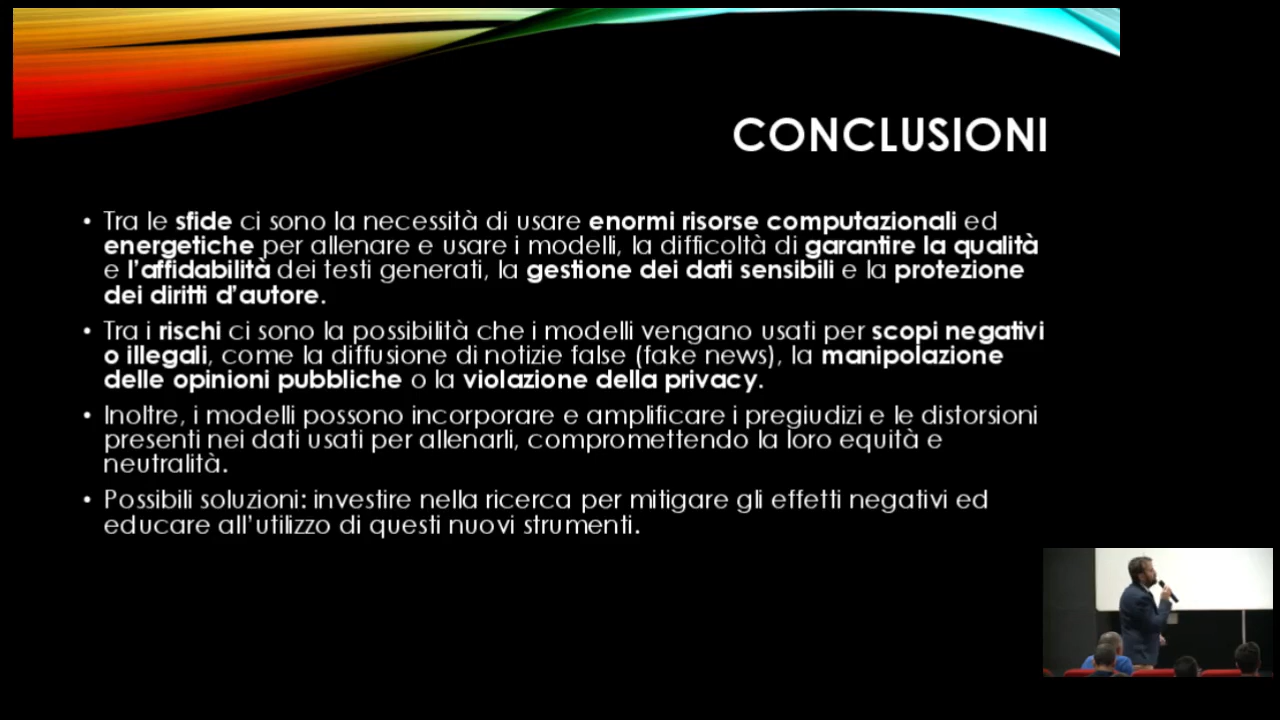 CONCLUSIONI
• Tra le sfide ci sono la necessità di usare enormi risorse computazionali ed
energetiche per allenare e usare i modelli, la difficoltà di garantire la qualità
e l’affidabilità dei testi generati, la gestione dei dati sensibili e la protezione
dei diritti d’autore.
• Tra i rischi ci sono la possibilità che i modelli vengano usati per scopi negativi
o illegali, come la diffusione di notizie false (fake news), la manipolazione
delle opinioni pubbliche o la violazione della privacy.
• Inoltre, i modelli possono incorporare e amplificare i pregiudizi e le distorsioni
presenti nei dati usati per allenarli, compromettendo la loro equità e
neutralità.
• Possibili soluzioni: investire nella ricerca per mitigare gli effetti negativi ed
educare all’utilizzo di questi nuovi strumenti.